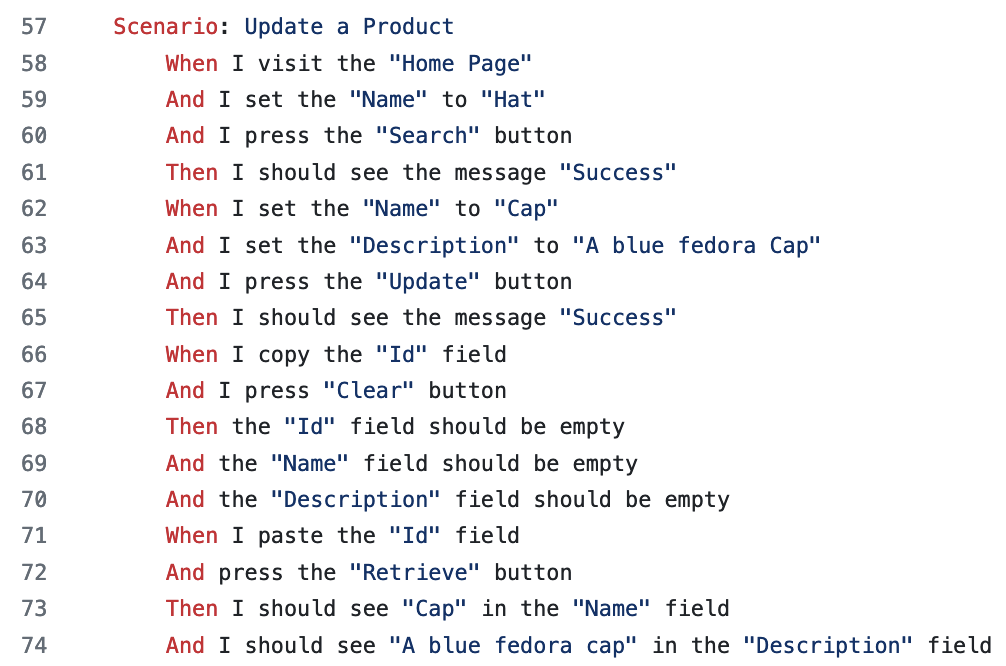 57 Scenario: Update a Product
58 When I visit the "Home Page"
59 And I set the "Name" to "Hat"
60 And I press the "Search" button
61 Then I should see the message "Success"
62 When I set the "Name" to "Cap"
63 And I set the "Description" to "A blue fedora Cap"
64 And I press the "Update" button
65 Then I should see the message "Success"
66 When I copy the "Id" field
67 And I press "Clear" button
68 Then the "Id" field should be empty
69 And the "Name" field should be empty
70 And the "Description" field should be empty
71 When I paste the "Id" field
72 And press the "Retrieve" button
73 Then I should see "Cap" in the "Name" field
74 And I should see "A blue fedora cap" in the "Description" field